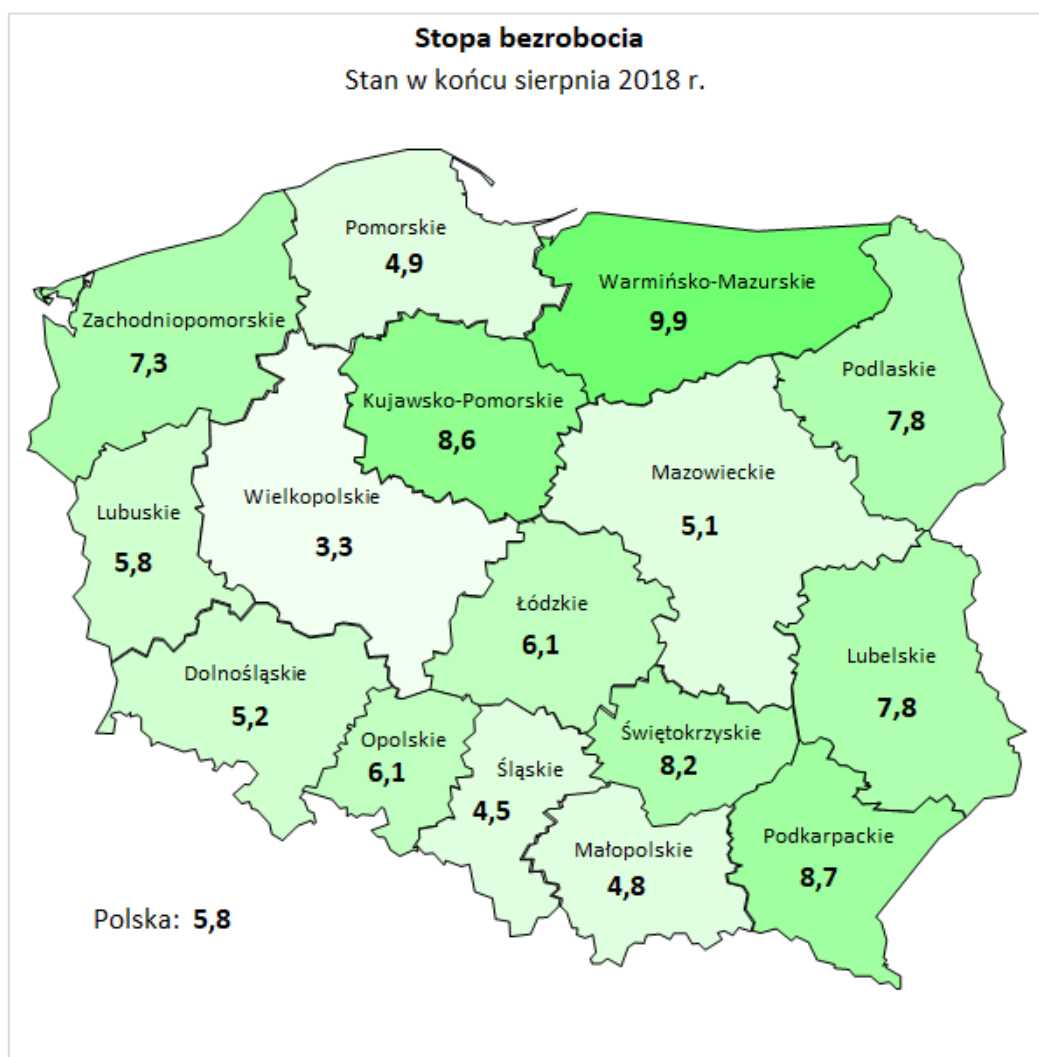 Stopa bezrobocia
Stan w końcu sierpnia 2018 r.
Pomorskie
4,9
Warmińsko-Mazurskie
9,9
Zachodniopomorskie
7,3
Podlaskie
7,8
Kujawsko-Pomorskie
8,6
Mazowieckie
5,1
Wielkopolskie
3,3
Lubuskie
5,8
Łódzkie
6,1
Lubelskie
7,8
Dolnośląskie
5,2
Opolskie
6,1
Śląskie
4,5
Świętokrzyskie
8,2
Małopolskie
4,8
Podkarpackie
8,7
Polska: 5,8